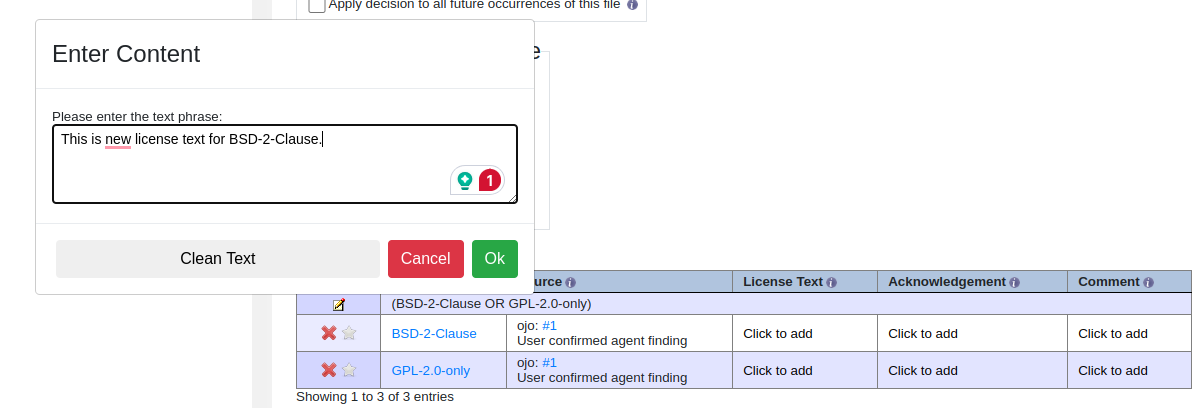 Apply decision to all future occurrences of this file
Enter Content
e
Please enter the text phrase:
This is new license text for BSD-2-Clause.
1
Clean Text Cancel Ok
urce License Text Acknowledgement Comment
(BSD-2-Clause OR GPL-2.0-only)
BSD-2-Clause ojo: #1 Click to add Click to add Click to add
User confirmed agent finding
GPL-2.0-only ojo: #1 Click to add Click to add Click to add
User confirmed agent finding
Showing 1 to 3 of 3 entries